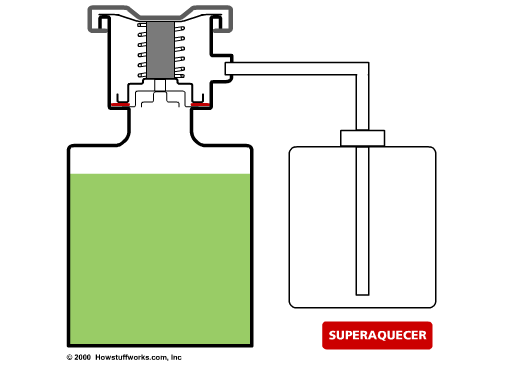 SUPERAQUECER
© 2000 Howstuffworks.com, Inc